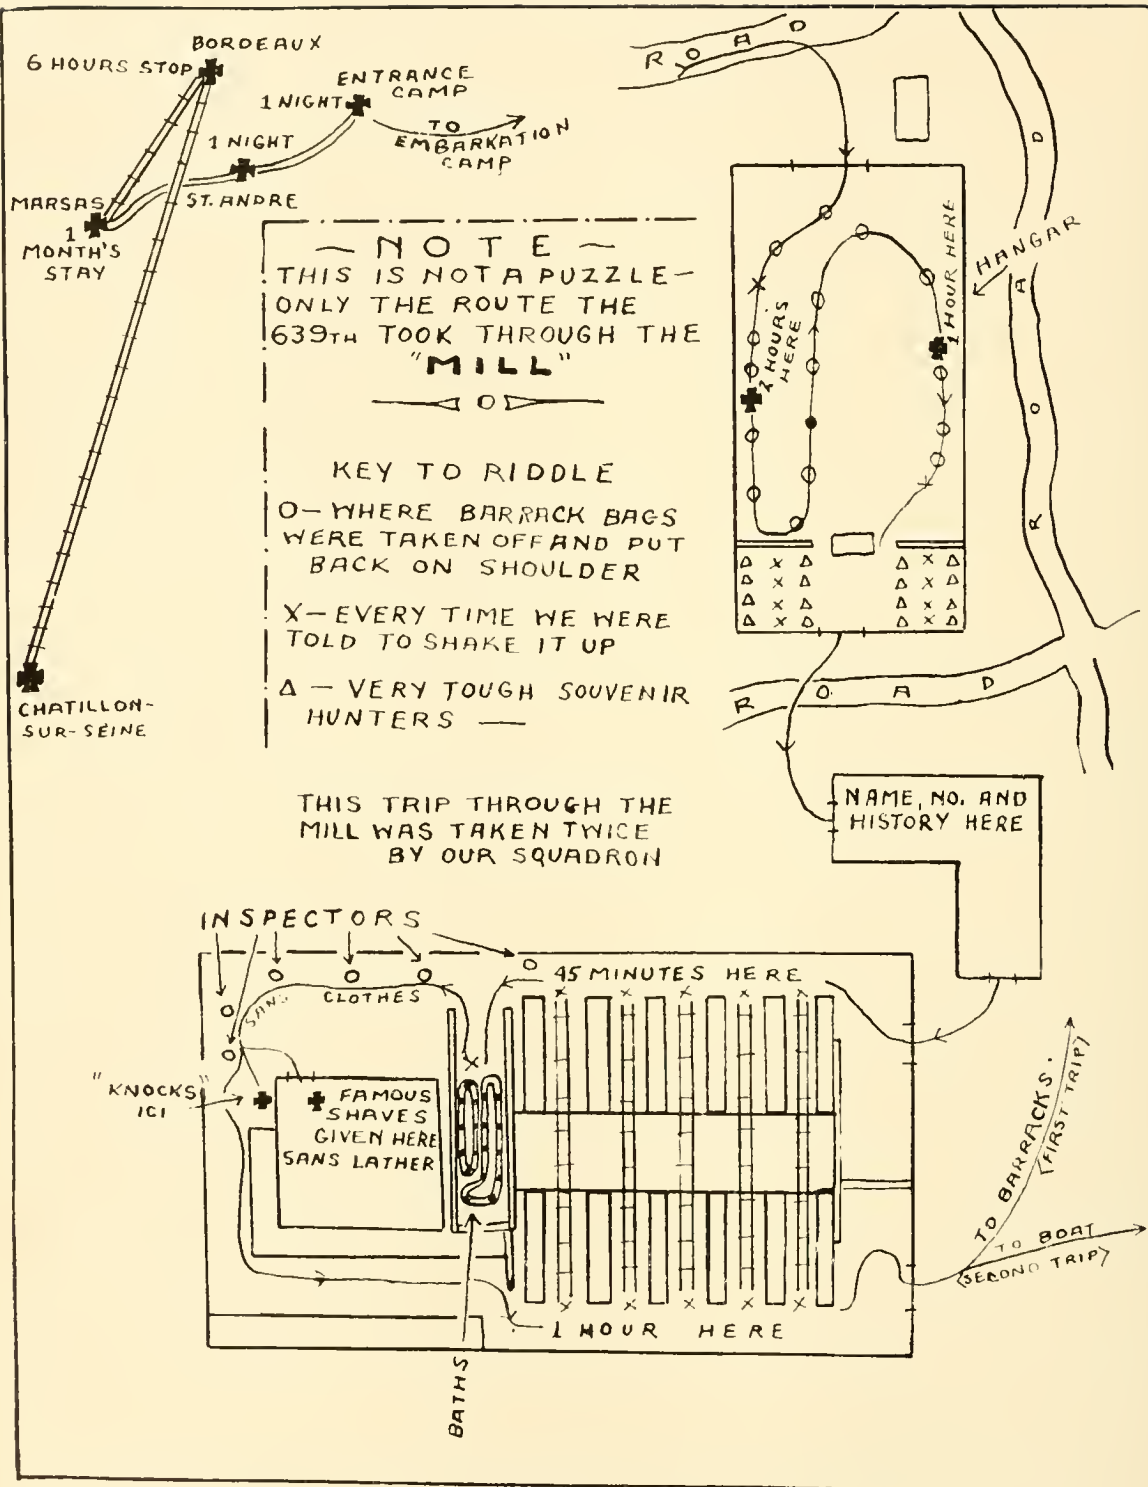 BORDEAUX
6 HOURS STOP
ENTRANCE
CAMP
1 NIGHT
TO
EMBARKATION
CAMP
1 NIGHT
ST. ANDRE
MARSAS
1
MONTH'S
STAY
CHATILLON-
SUR-SEINE
~ NOTE ~
THIS IS NOT A PUZZLE-
ONLY THE ROUTE THE
639TH TOOK THROUGH THE
"MILL"
KEY TO RIDDLE
O- WHERE BARRACK BAGS
WERE TAKEN OFF AND PUT
BACK ON SHOULDER
X- EVERY TIME WE WERE
TOLD TO SHAKE IT UP
Δ - VERY TOUGH SOUVENIR
HUNTERS —
THIS TRIP THROUGH THE
MILL WAS TAKEN TWICE
BY OUR SQUADRON
ROAD
ROAD
HANGAR
1 HOUR HERE
2 HOURS
HERE
ROAD
NAME, NO. AND
HISTORY HERE
INSPECTORS
45 MINUTES HERE
SANS CLOTHES
"KNOCKS"
ICI
FAMOUS
SHAVES
GIVEN HERE
SANS LATHER
BATHS
1 HOUR HERE
TO BARRACKS.
(FIRST TRIP)
TO BOAT
(SECOND TRIP)